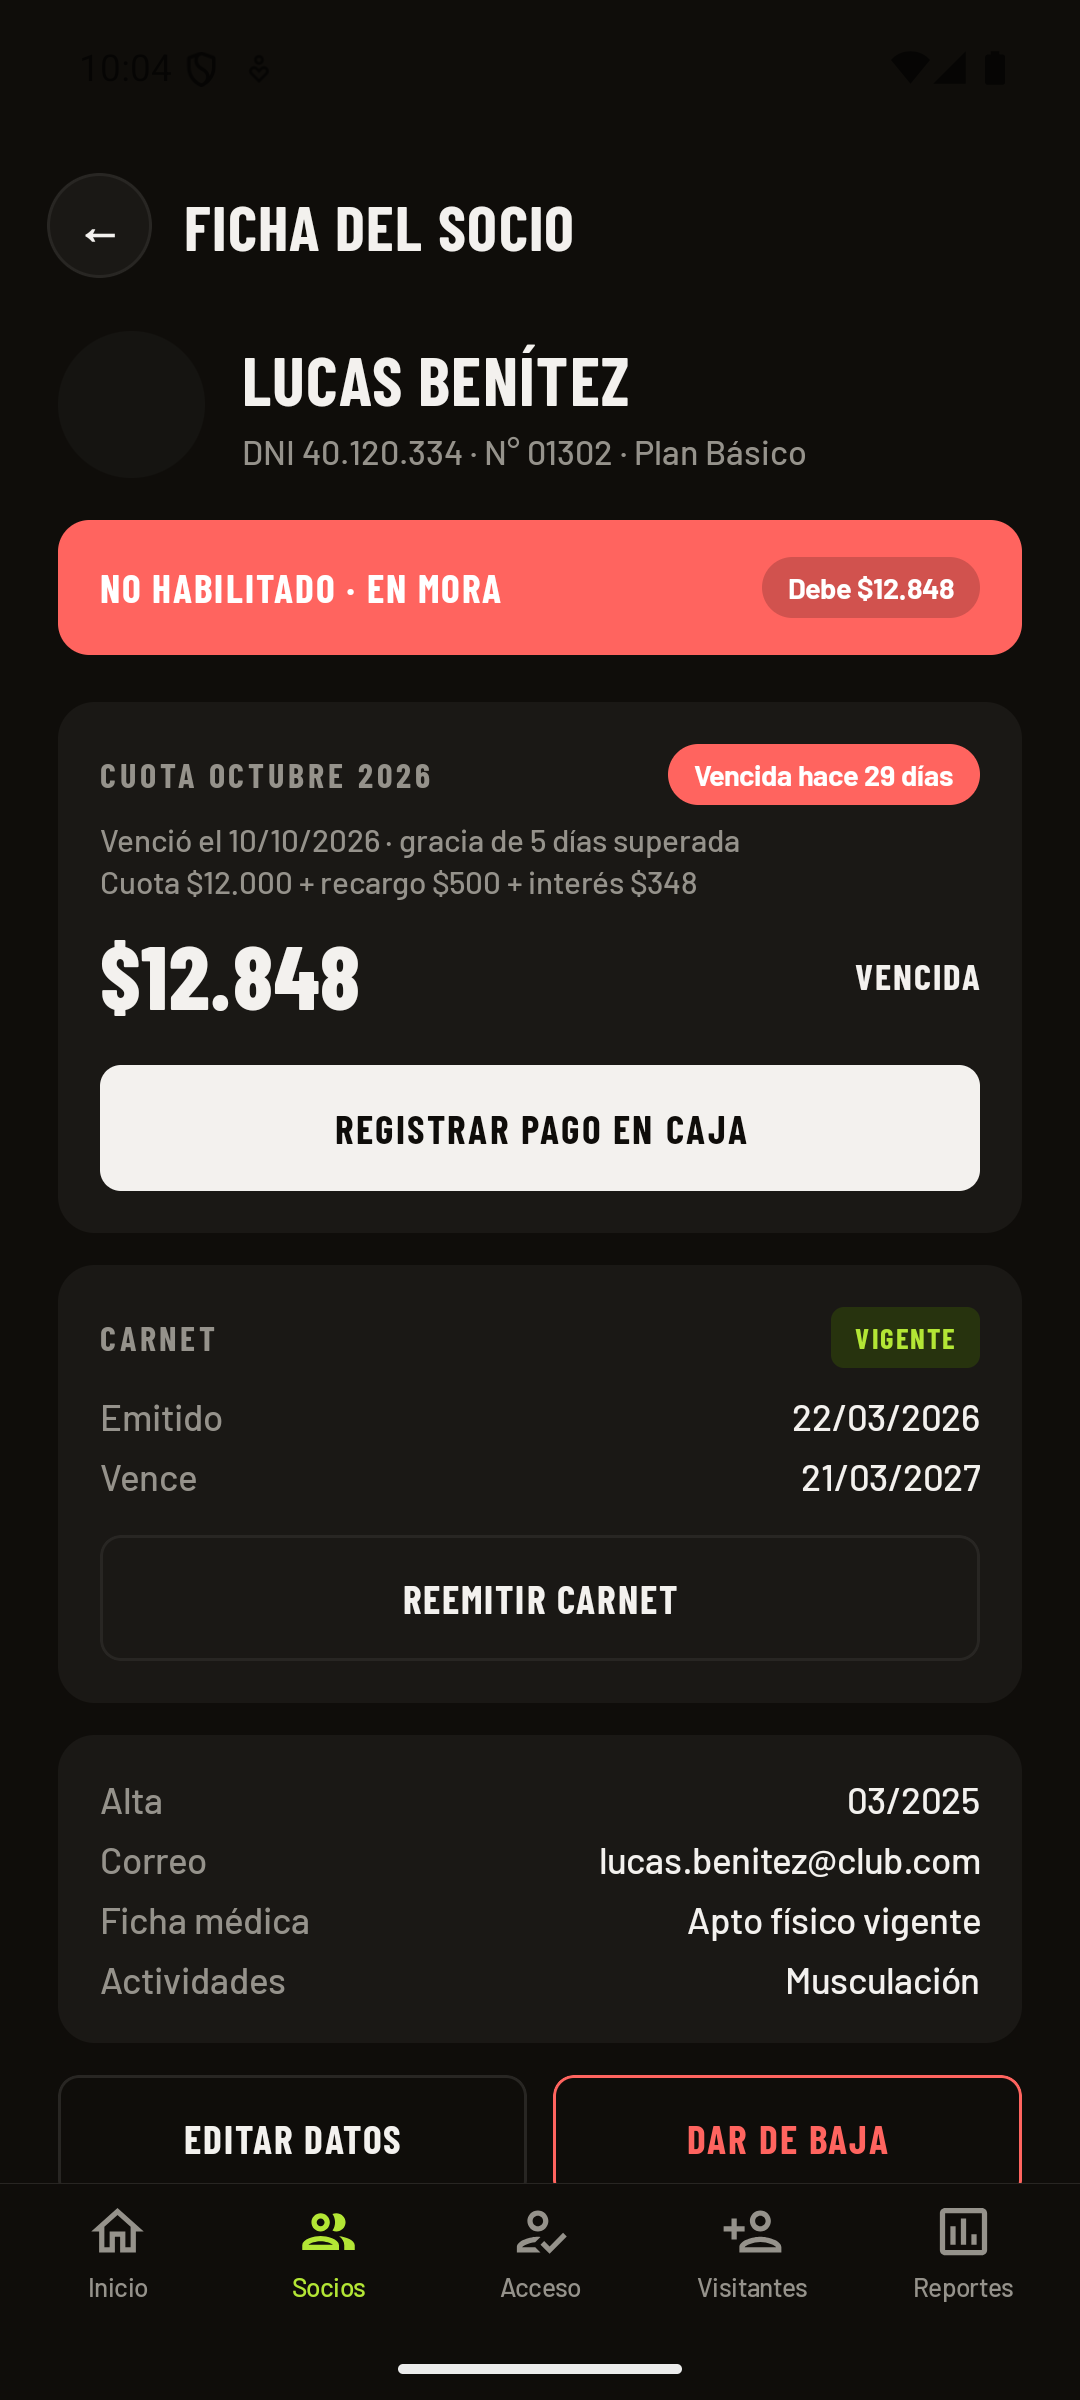 10:04
← FICHA DEL SOCIO
LUCAS BENÍTEZ
DNI 40.120.334 · N° 01302 · Plan Básico
NO HABILITADO · EN MORA Debe $12.848
CUOTA OCTUBRE 2026 Vencida hace 29 días
Venció el 10/10/2026 · gracia de 5 días superada
Cuota $12.000 + recargo $500 + interés $348
$12.848 VENCIDA
REGISTRAR PAGO EN CAJA
CARNET VIGENTE
Emitido 22/03/2026
Vence 21/03/2027
REEMITIR CARNET
Alta 03/2025
Correo lucas.benitez@club.com
Ficha médica Apto físico vigente
Actividades Musculación
EDITAR DATOS DAR DE BAJA
Inicio Socios Acceso Visitantes Reportes